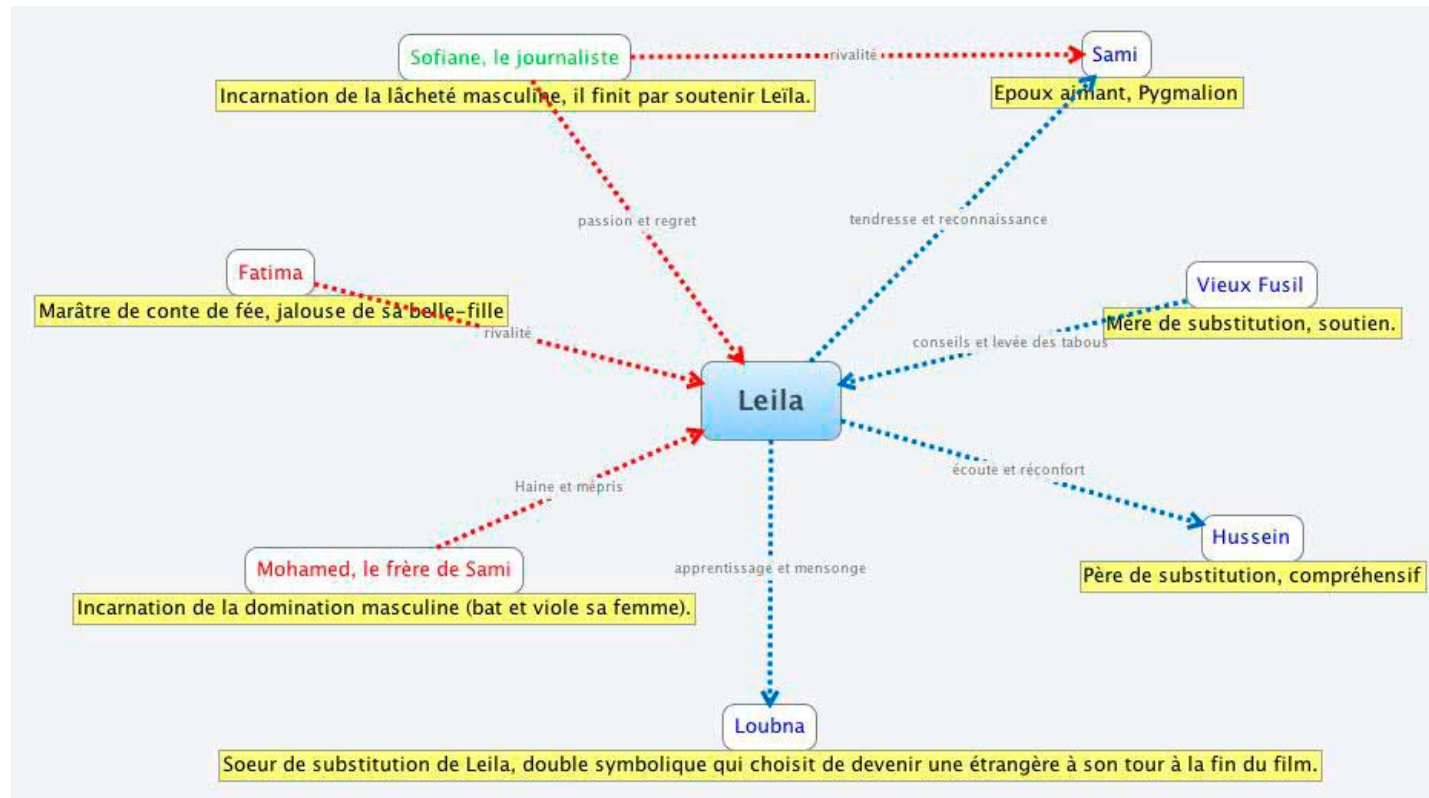 Sofiane, le journaliste
rivalité
Sami
Incarnation de la lâcheté masculine, il finit par soutenir Leïla.
Epoux aimant, Pygmalion
passion et regret
tendresse et reconnaissance
Fatima
Vieux Fusil
Marâtre de conte de fée, jalouse de sa belle-fille
Mère de substitution, soutien.
rivalité
conseils et levée des tabous
Leila
écoute et réconfort
Haine et mépris
Hussein
Mohamed, le frère de Sami
apprentissage et mensonge
Père de substitution, compréhensif
Incarnation de la domination masculine (bat et viole sa femme).
Loubna
Soeur de substitution de Leila, double symbolique qui choisit de devenir une étrangère à son tour à la fin du film.